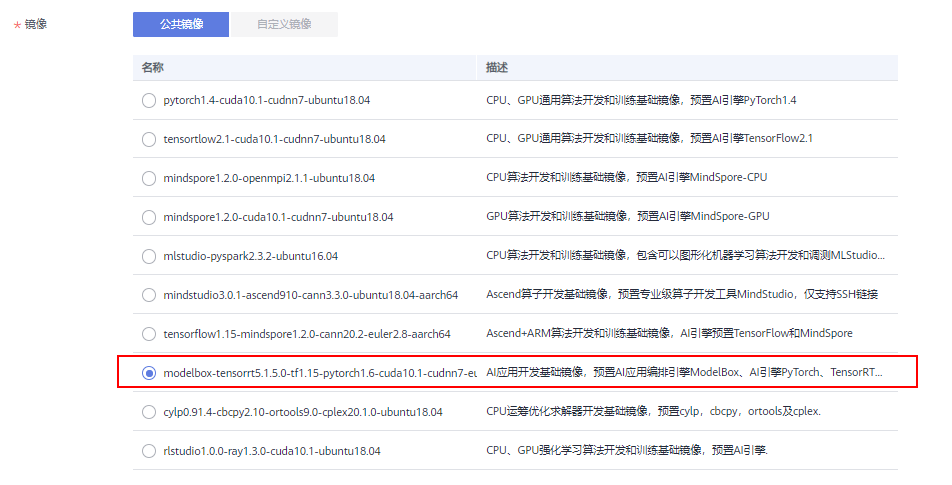 * 镜像
公共镜像 自定义镜像
名称 描述
pytorch1.4-cuda10.1-cudnn7-ubuntu18.04 CPU、GPU通用算法开发和训练基础镜像，预置AI引擎PyTorch1.4
tensortlow2.1-cuda10.1-cudnn7-ubuntu18.04 CPU、GPU通用算法开发和训练基础镜像，预置AI引擎TensorFlow2.1
mindspore1.2.0-openmpi2.1.1-ubuntu18.04 CPU算法开发和训练基础镜像，预置AI引擎MindSpore-CPU
mindspore1.2.0-cuda10.1-cudnn7-ubuntu18.04 GPU算法开发和训练基础镜像，预置AI引擎MindSpore-GPU
mlstudio-pyspark2.3.2-ubuntu16.04 CPU算法开发和训练基础镜像，包含可以图形化机器学习算法开发和调测MLStudio...
mindstudio3.0.1-ascend910-cann3.3.0-ubuntu18.04-aarch64 Ascend算子开发基础镜像，预置专业级算子开发工具MindStudio，仅支持SSH链接
tensorflow1.15-mindspore1.2.0-cann20.2-euler2.8-aarch64 Ascend+ARM算法开发和训练基础镜像，AI引擎预置TensorFlow和MindSpore
modelbox-tensorrt5.1.5.0-tf1.15-pytorch1.6-cuda10.1-cudnn7-eu AI应用开发基础镜像，预置AI应用编排引擎ModelBox、AI引擎PyTorch、TensorRT...
cylp0.91.4-cbcpy2.10-ortools9.0-cplex20.1.0-ubuntu18.04 CPU运筹优化求解器开发基础镜像，预置cylp，cbcpy，ortools及cplex.
rlstudio1.0.0-ray1.3.0-cuda10.1-ubuntu18.04 CPU、GPU强化学习算法开发和训练基础镜像，预置AI引擎.